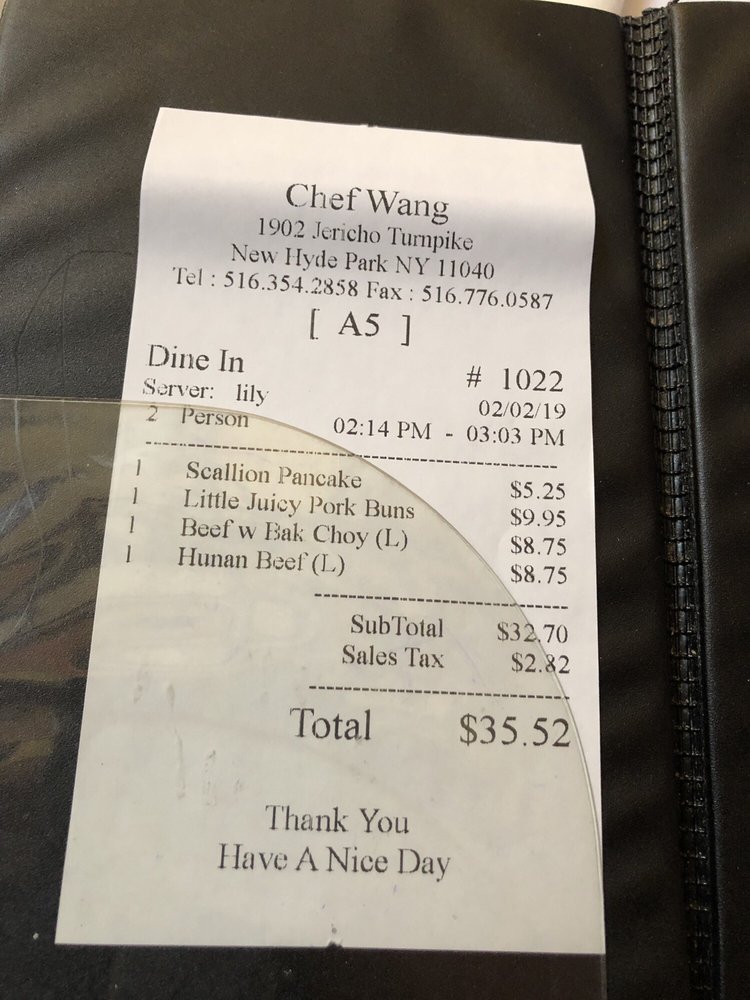 Chef Wang
1902 Jericho Turnpike
New Hyde Park NY 11040
Tel : 516.354.2858 Fax : 516.776.0587
[ A5 ]
Dine In # 1022
Server: lily 02/02/19
2 Person 02:14 PM - 03:03 PM
1 Scallion Pancake $5.25
1 Little Juicy Pork Buns $9.95
1 Beef w Bak Choy (L) $8.75
1 Hunan Beef (L) $8.75
SubTotal $32.70
Sales Tax $2.82
Total $35.52
Thank You
Have A Nice Day